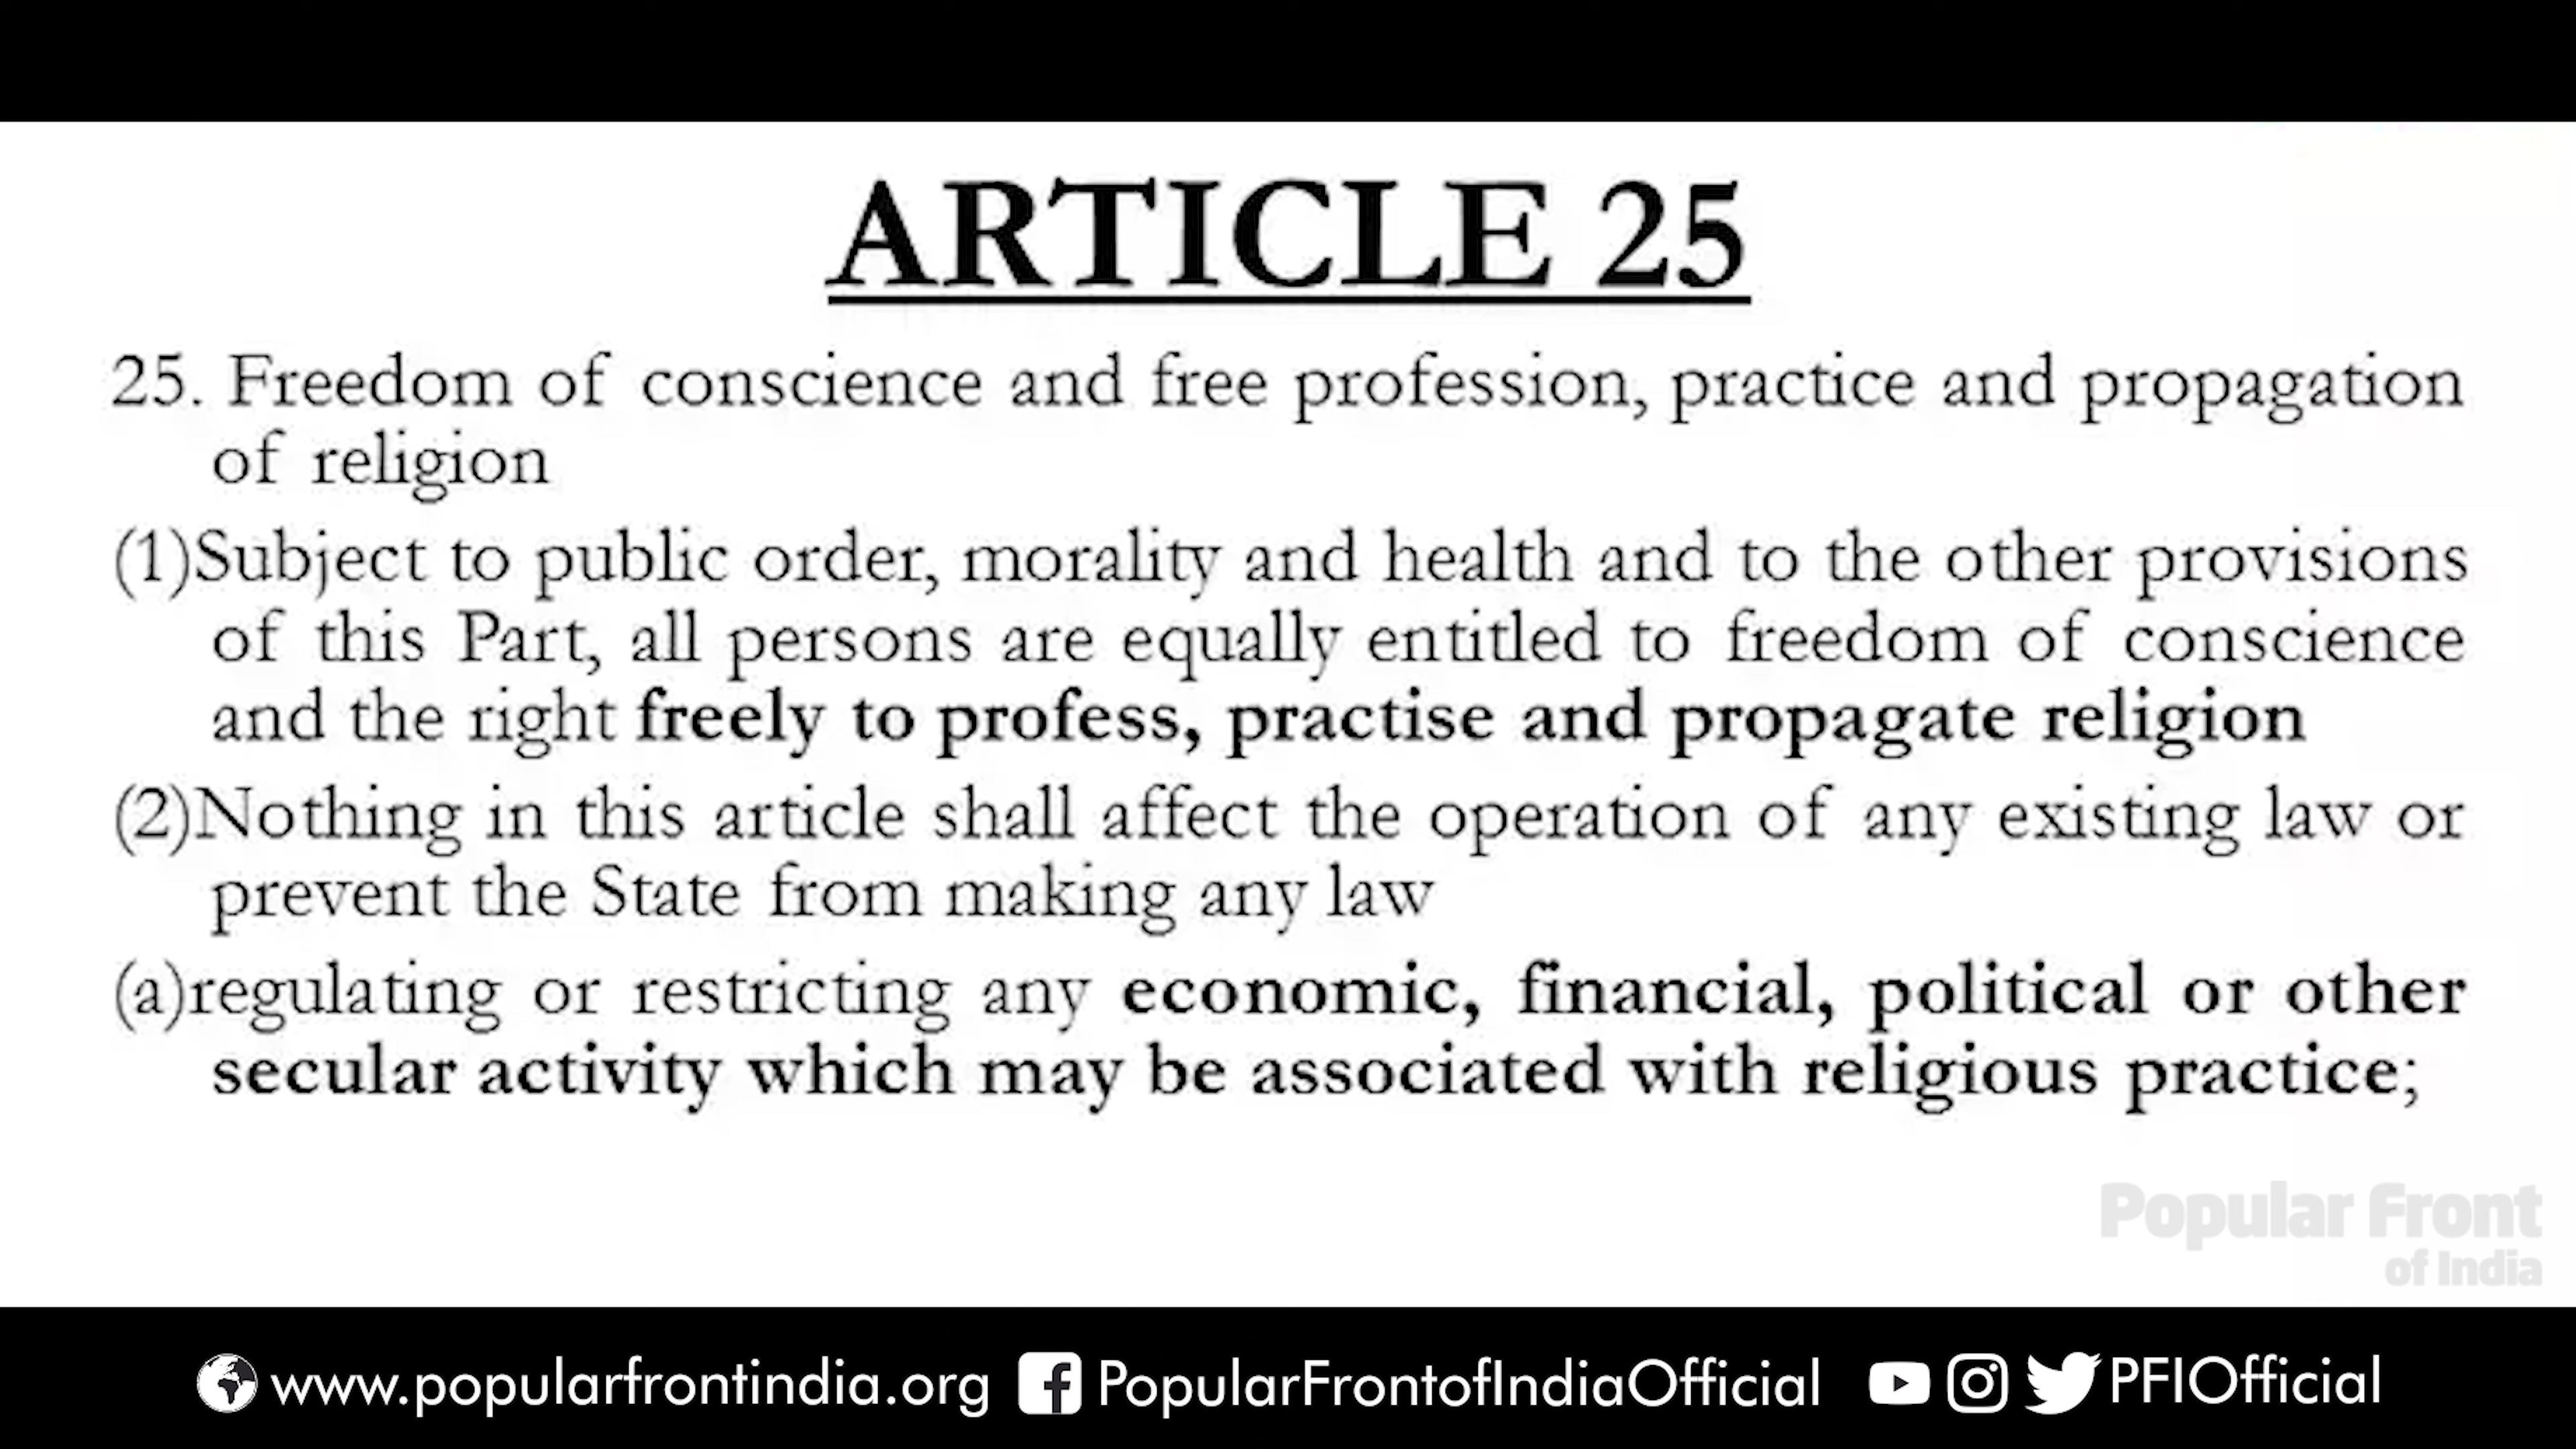 ARTICLE 25
25. Freedom of conscience and free profession, practice and propagation
of religion
(1)Subject to public order, morality and health and to the other provisions
of this Part, all persons are equally entitled to freedom of conscience
and the right freely to profess, practise and propagate religion
(2)Nothing in this article shall affect the operation of any existing law or
prevent the State from making any law
(a)regulating or restricting any economic, financial, political or other
secular activity which may be associated with religious practice;
Popular Front
of India
www.popularfrontindia.org PopularFrontofIndiaOfficial PFIOfficial